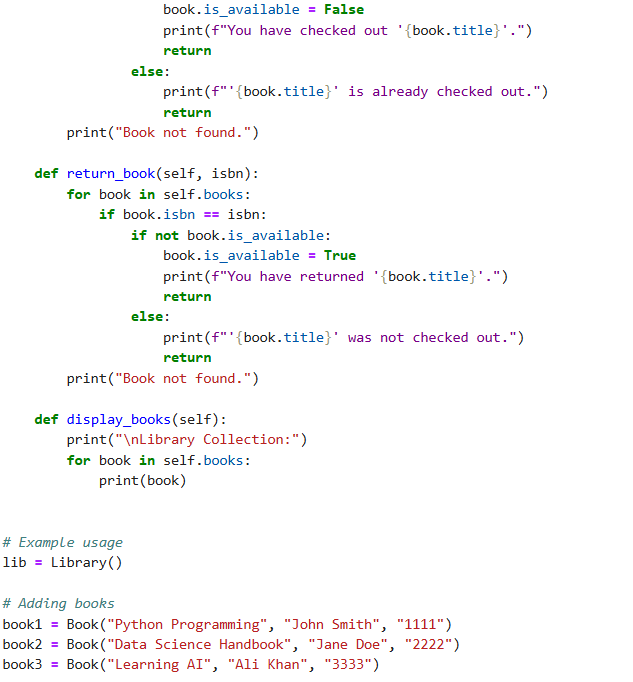 book.is_available = False
                    print(f"You have checked out '{book.title}'.")
                    return
                else:
                    print(f"'{book.title}' is already checked out.")
                    return
        print("Book not found.")

    def return_book(self, isbn):
        for book in self.books:
            if book.isbn == isbn:
                if not book.is_available:
                    book.is_available = True
                    print(f"You have returned '{book.title}'.")
                    return
                else:
                    print(f"'{book.title}' was not checked out.")
                    return
        print("Book not found.")

    def display_books(self):
        print("\nLibrary Collection:")
        for book in self.books:
            print(book)


# Example usage
lib = Library()

# Adding books
book1 = Book("Python Programming", "John Smith", "1111")
book2 = Book("Data Science Handbook", "Jane Doe", "2222")
book3 = Book("Learning AI", "Ali Khan", "3333")